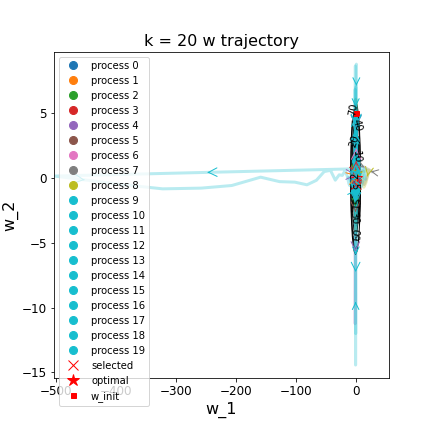 k = 20 w trajectory
w_2
5
0
−5
−10
−15
process 0
process 1
process 2
process 3
process 4
process 5
process 6
process 7
process 8
process 9
process 10
process 11
process 12
process 13
process 14
process 15
process 16
process 17
process 18
process 19
selected
optimal
w_init
−500
−400
−300
−200
−100
0
w_1